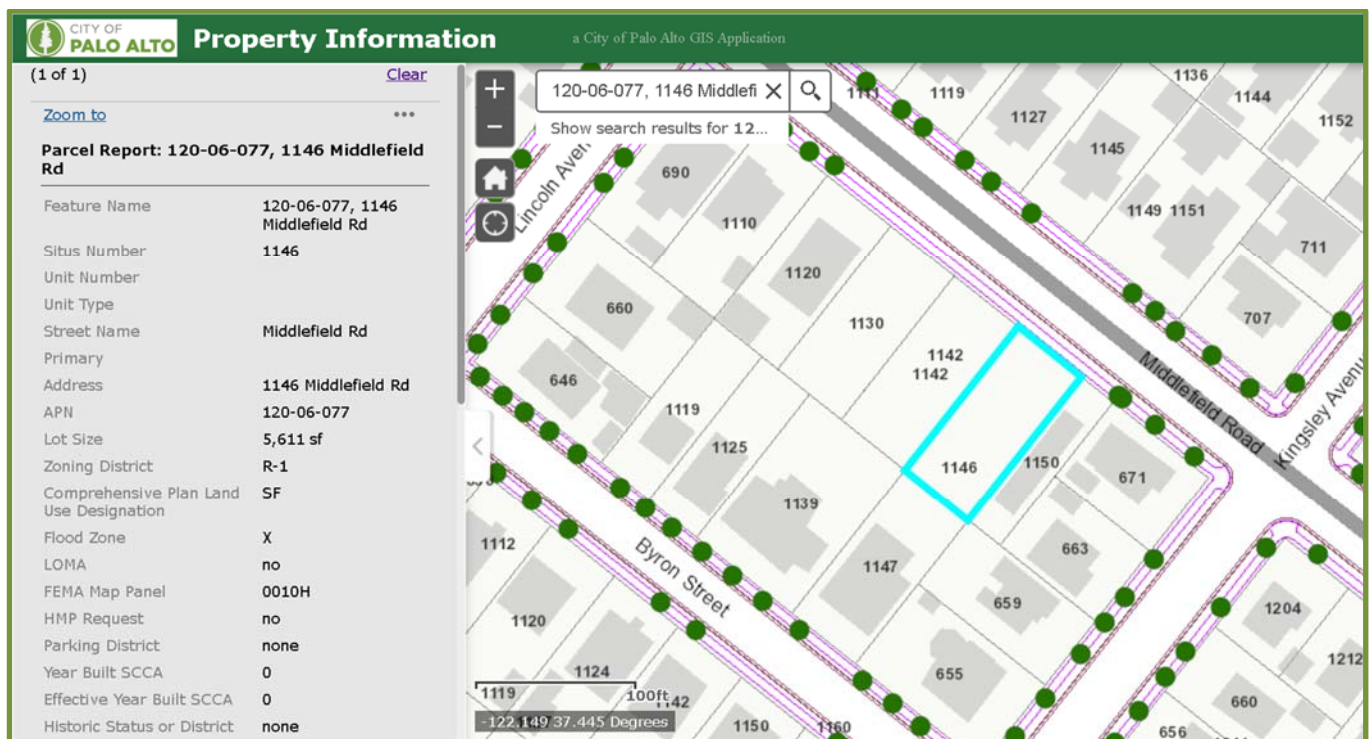 CITY OF
PALO ALTO
Property Information
a City of Palo Alto GIS Application
(1 of 1)
Clear
Zoom to
•••
Parcel Report: 120-06-077, 1146 Middlefield
Rd
Feature Name 120-06-077, 1146
Middlefield Rd
Situs Number 1146
Unit Number
Unit Type
Street Name Middlefield Rd
Primary
Address 1146 Middlefield Rd
APN 120-06-077
Lot Size 5,611 sf
Zoning District R-1
Comprehensive Plan Land SF
Use Designation
Flood Zone X
LOMA no
FEMA Map Panel 0010H
HMP Request no
Parking District none
Year Built SCCA 0
Effective Year Built SCCA 0
Historic Status or District none
+
−
120-06-077, 1146 Middlefi
Show search results for 12...
1111
1119
1127
1136
1144
1152
1145
1149 1151
711
707
Lincoln Aven
690
1110
1120
660
1130
1142
1142
646
1119
1125
1146
1150
671
1139
663
Middlefield Road
Kingsley Avenu
1112
Byron Street
1147
659
1204
1120
1124
655
1212
1119
100ft
1142
660
-122.149 37.445 Degrees
1150
1160
656